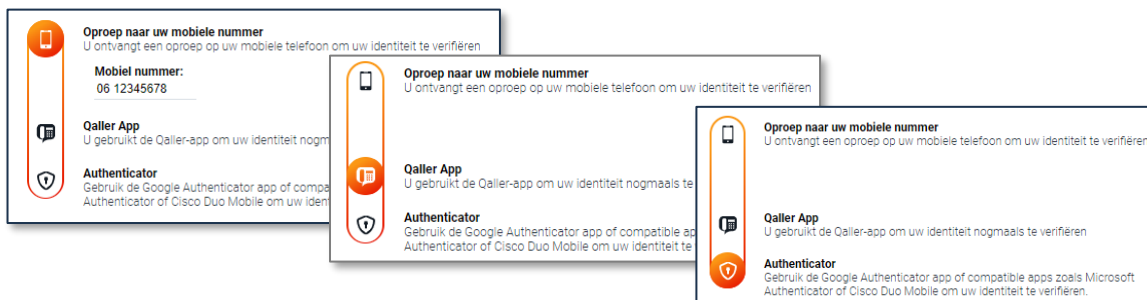 Oproep naar uw mobiele nummer
U ontvangt een oproep op uw mobiele telefoon om uw identiteit te verifiëren
Mobiel nummer:
06 12345678
Qaller App
U gebruikt de Qaller-app om uw identiteit
Authenticator
Gebruik de Google Authenticator app of
Authenticator of Cisco Duo Mobile om uw
Oproep naar uw mobiele nummer
U ontvangt een oproep op uw mobiele telefoon om uw identiteit te verifiëren
Qaller App
U gebruikt de Qaller-app om uw identiteit nogmaals te
Authenticator
Gebruik de Google Authenticator app of compatible
Authenticator of Cisco Duo Mobile om uw identiteit te
Oproep naar uw mobiele nummer
U ontvangt een oproep op uw mobiele telefoon om uw identiteit te verifiëren
Qaller App
U gebruikt de Qaller-app om uw identiteit nogmaals te verifiëren
Authenticator
Gebruik de Google Authenticator app of compatible apps zoals Microsoft
Authenticator of Cisco Duo Mobile om uw identiteit te verifiëren.